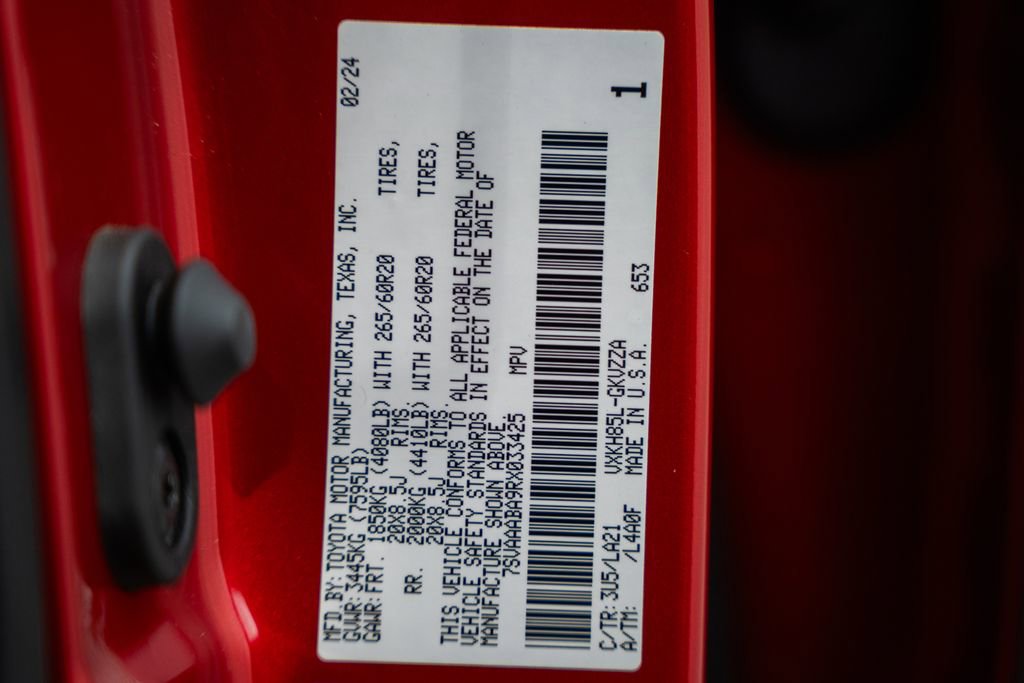 MFD BY: TOYOTA MOTOR MANUFACTURING, TEXAS, INC. 02/24
GVWR: 3445KG (7595LB)
GAWR: FRT. 1850KG (4080LB) WITH 265/60R20 TIRES,
20X8.5J RIMS.
RR. 2000KG (4410LB) WITH 265/60R20 TIRES,
20X8.5J RIMS.
THIS VEHICLE CONFORMS TO ALL APPLICABLE FEDERAL MOTOR
VEHICLE SAFETY STANDARDS IN EFFECT ON THE DATE OF
MANUFACTURE SHOWN ABOVE.
7SVAAABA9RX033425 MPV
C/TR: 3U5/LA21 VXKH85L-GKVZZA 653
A/TM: /L4A0F MADE IN U.S.A. 1